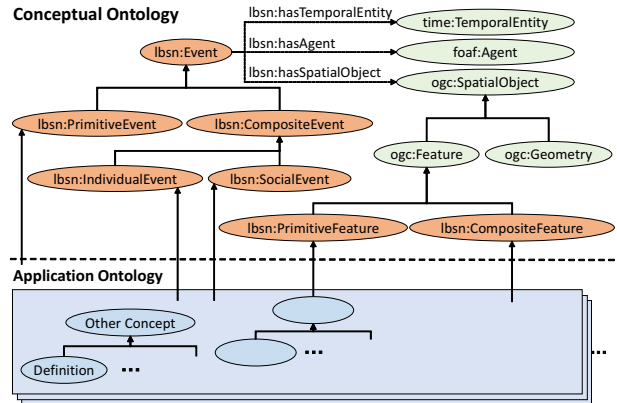 Conceptual Ontology
lbsn:hasTemporalEntity
time:TemporalEntity
lbsn:Event
lbsn:hasAgent
foaf:Agent
lbsn:hasSpatialObject
ogc:SpatialObject
lbsn:PrimitiveEvent
lbsn:CompositeEvent
ogc:Feature
ogc:Geometry
lbsn:IndividualEvent
lbsn:SocialEvent
lbsn:PrimitiveFeature
lbsn:CompositeFeature
Application Ontology
Other Concept
...
...
Definition
...